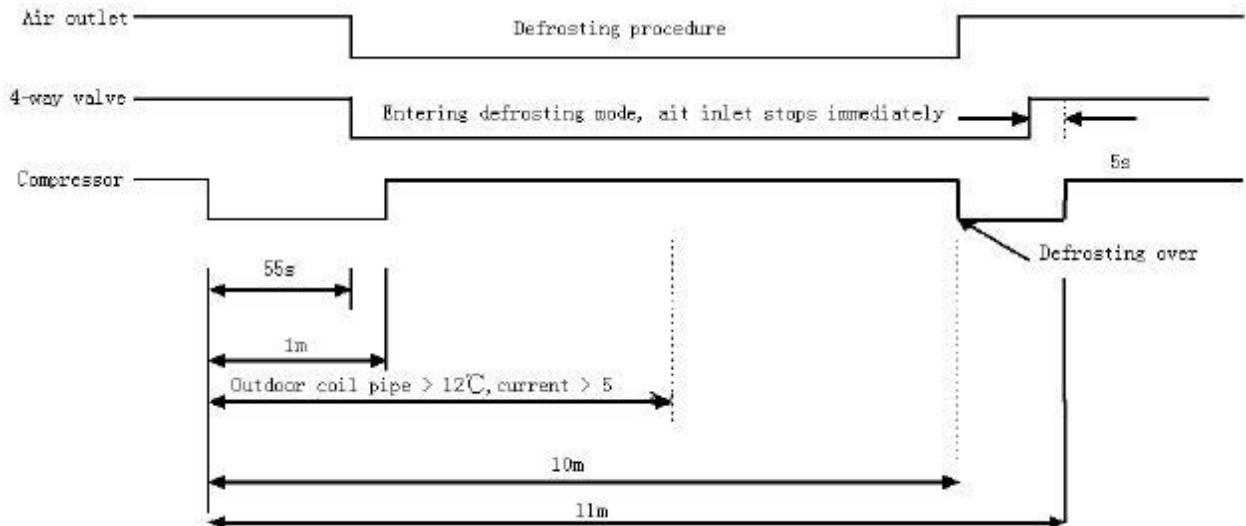 Air outlet
Defrosting procedure
4-way valve
Entering defrosting mode, ait inlet stops immediately
Compressor
5s
Defrosting over
55s
1m
Outdoor coil pipe > 12℃, current > 5
10m
11m